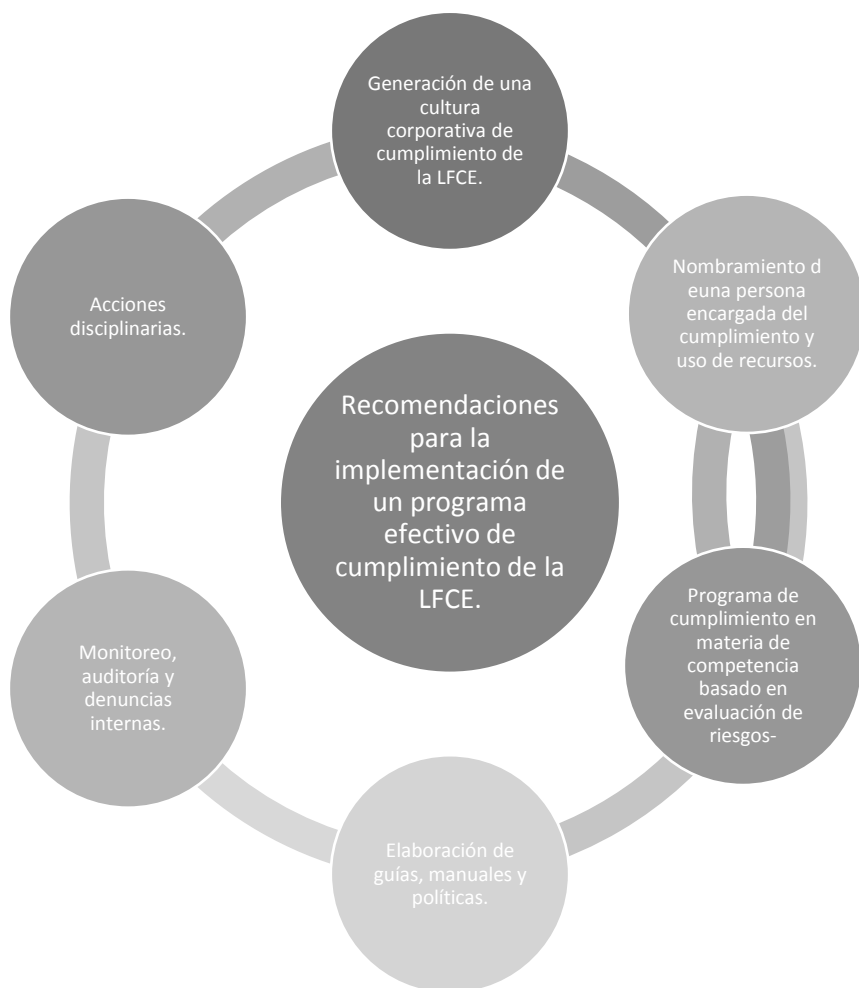 Generación de una
cultura
corporativa de
cumplimiento de
la LFCE.
Nombramiento d
euna persona
encargada del
cumplimiento y
uso de recursos.
Programa de
cumplimiento en
materia de
competencia
basado en
evaluación de
riesgos-
Elaboración de
guías, manuales y
políticas.
Monitoreo,
auditoría y
denuncias
internas.
Acciones
disciplinarias.
Recomendaciones
para la
implementación de
un programa
efectivo de
cumplimiento de la
LFCE.